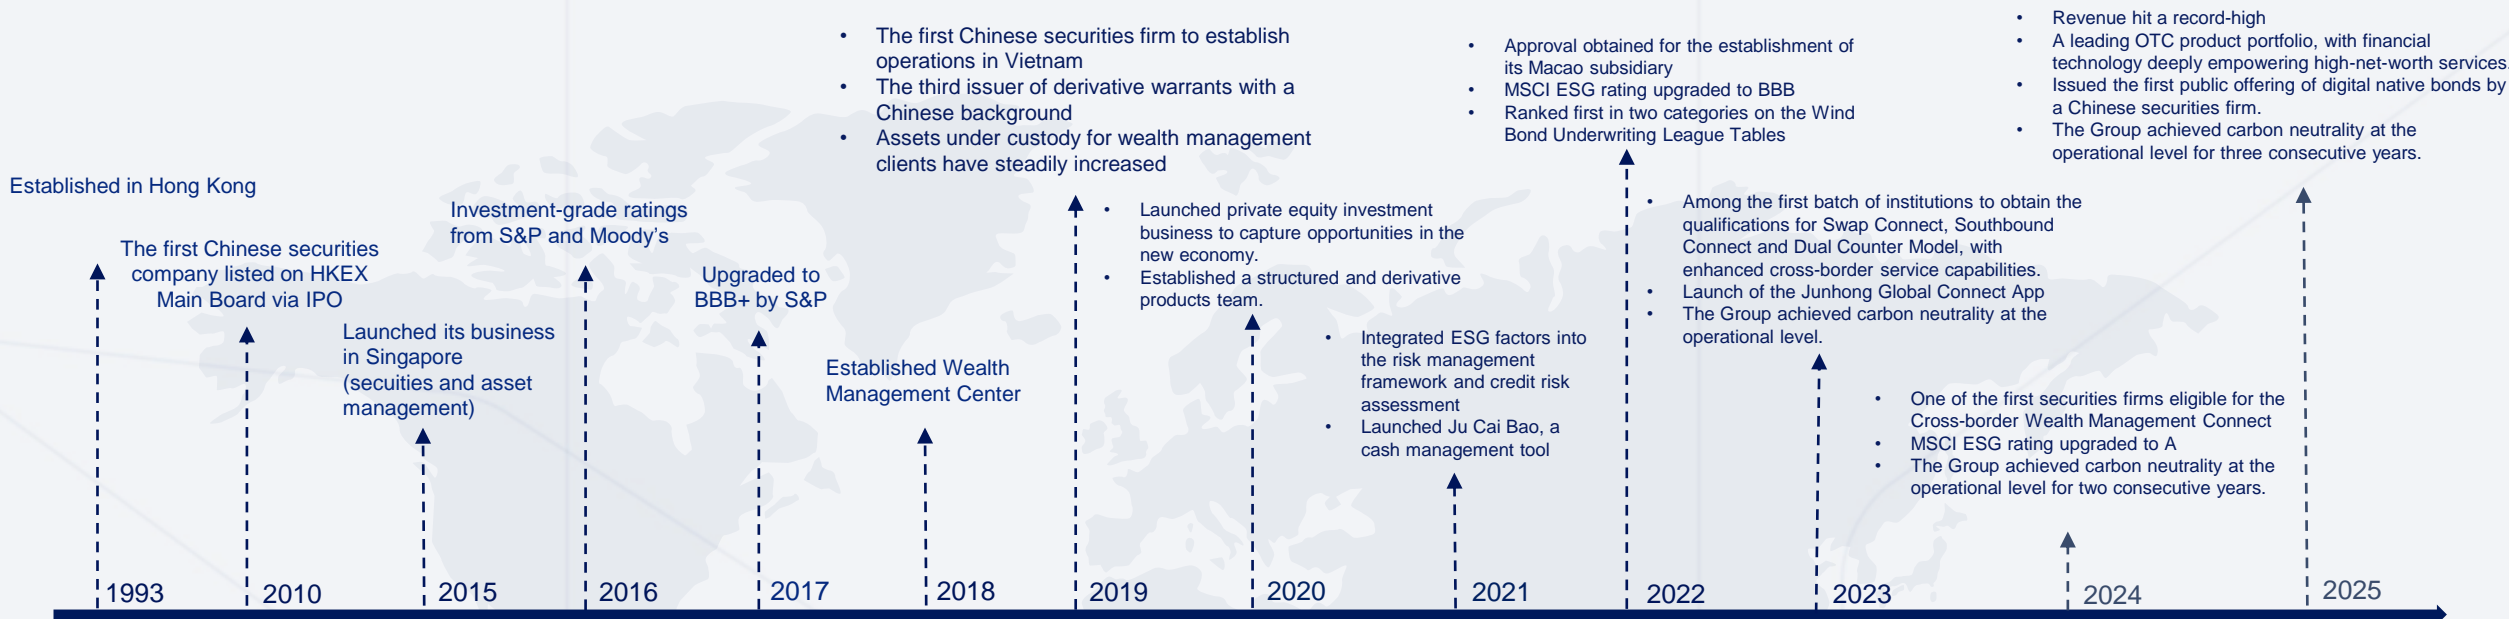 Established in Hong Kong
The first Chinese securities
company listed on HKEX
Main Board via IPO
Launched its business
in Singapore
(secuities and asset
management)
Investment-grade ratings
from S&P and Moody's
Upgraded to
BBB+ by S&P
Established Wealth
Management Center
• The first Chinese securities firm to establish
operations in Vietnam
• The third issuer of derivative warrants with a
Chinese background
• Assets under custody for wealth management
clients have steadily increased
• Launched private equity investment
business to capture opportunities in the
new economy.
• Established a structured and derivative
products team.
• Integrated ESG factors into
the risk management
framework and credit risk
assessment
• Launched Ju Cai Bao, a
cash management tool
• Approval obtained for the establishment of
its Macao subsidiary
• MSCI ESG rating upgraded to BBB
• Ranked first in two categories on the Wind
Bond Underwriting League Tables
• Among the first batch of institutions to obtain the
qualifications for Swap Connect, Southbound
Connect and Dual Counter Model, with
enhanced cross-border service capabilities.
• Launch of the Junhong Global Connect App
• The Group achieved carbon neutrality at the
operational level.
• One of the first securities firms eligible for the
Cross-border Wealth Management Connect
• MSCI ESG rating upgraded to A
• The Group achieved carbon neutrality at the
operational level for two consecutive years.
• Revenue hit a record-high
• A leading OTC product portfolio, with financial
technology deeply empowering high-net-worth services.
• Issued the first public offering of digital native bonds by
a Chinese securities firm.
• The Group achieved carbon neutrality at the
operational level for three consecutive years.
1993
2010
2015
2016
2017
2018
2019
2020
2021
2022
2023
2024
2025